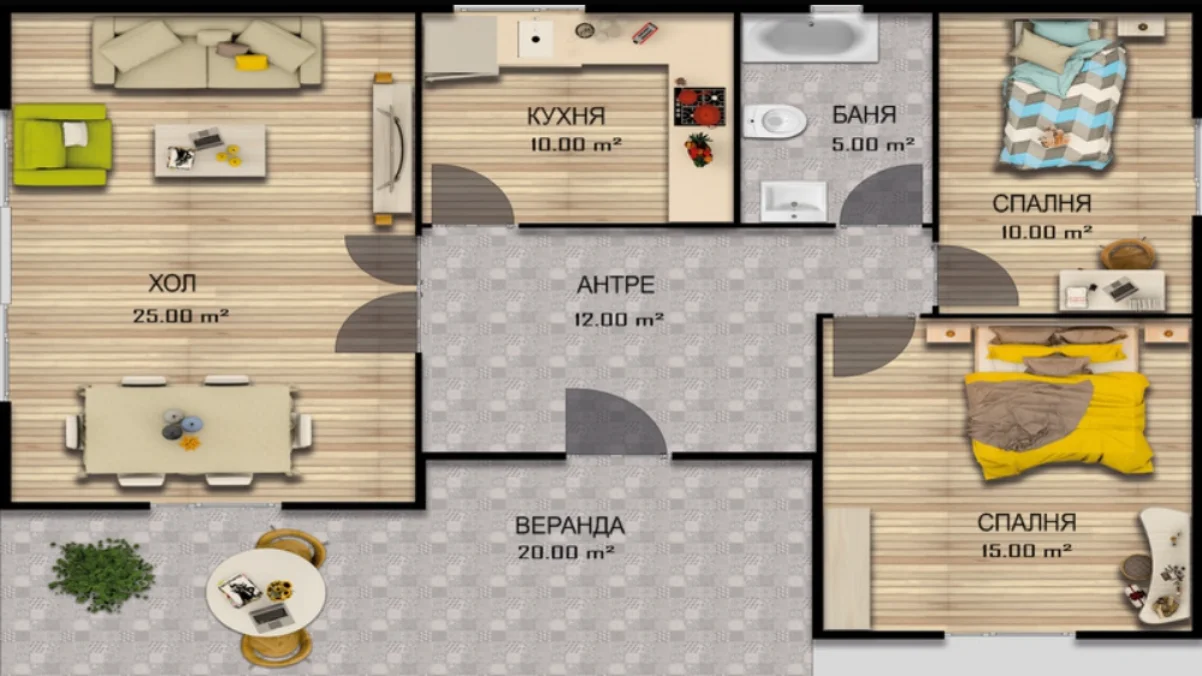 КУХНЯ
10.00 m²
БАНЯ
5.00 m²
СПАЛНЯ
10.00 m²
ХОЛ
25.00 m²
АНТРЕ
12.00 m²
ВЕРАНДА
20.00 m²
СПАЛНЯ
15.00 m²